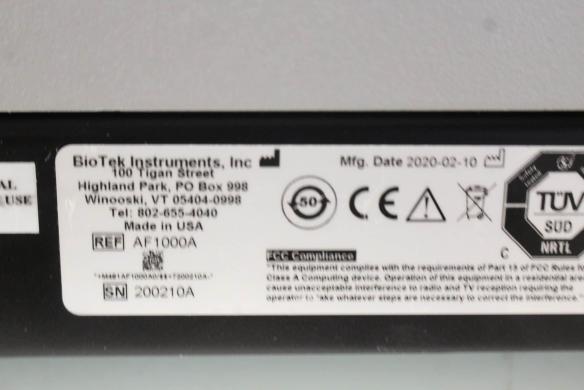 BioTek Instruments, Inc
100 Tigan Street
Highland Park, PO Box 998
Winooski, VT 05404-0998
Tel: 802-655-4040
Made in USA
REF AF1000A
SN 200210A
Mfg. Date 2020-02-10
50
CE
C
TÜV
SÜD
NRTL
FCC Compliance
"This equipment complies with the requirements of Part 15 of FCC Rules
Class A Computing device. Operation of this equipment in a residential area
cause unacceptable interference to radio and TV reception requiring the
operator to take whatever steps are necessary to correct the interference."
AL
USE